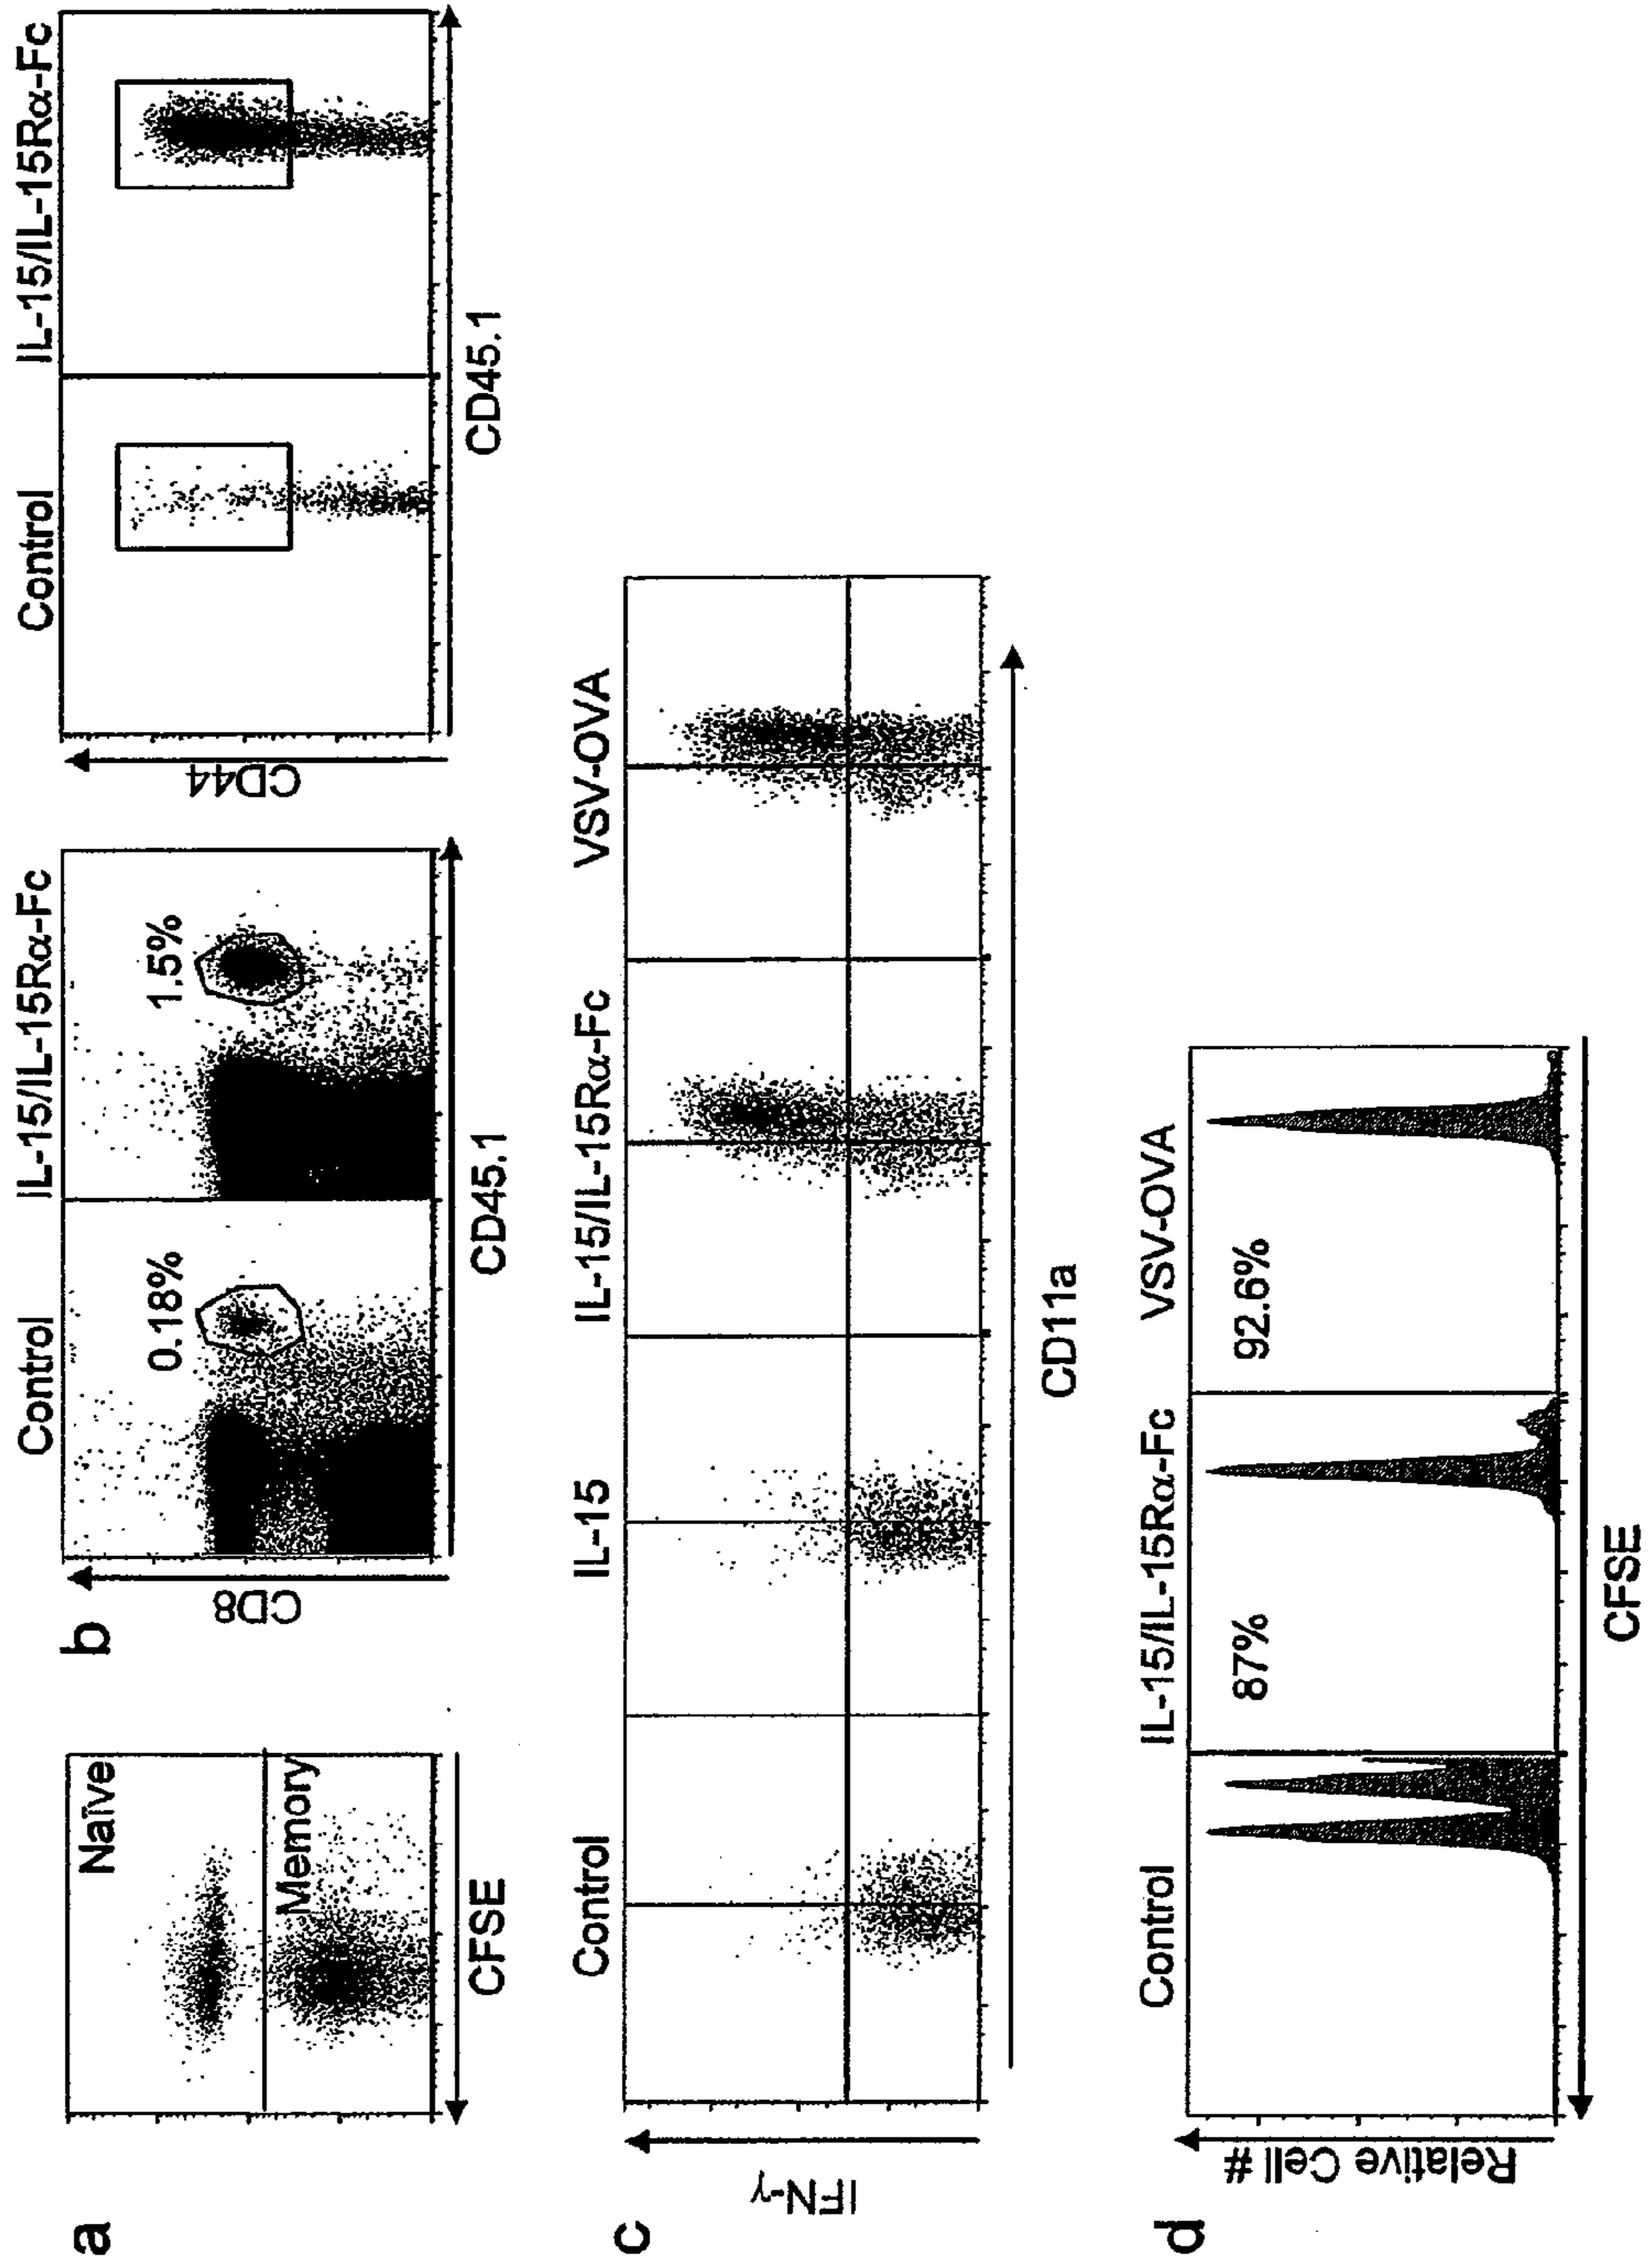 a
Naïve
Memory
CFSE
b
Control
IL-15/IL-15Rα-Fc
0.18%
1.5%
CD8
CD45.1
Control
IL-15/IL-15Rα-Fc
CD44
CD45.1
c
Control
IL-15
IL-15/IL-15Rα-Fc
VSV-OVA
IFN-γ
CD11a
d
Control
IL-15/IL-15Rα-Fc
VSV-OVA
87%
92.6%
Relative Cell #
CFSE